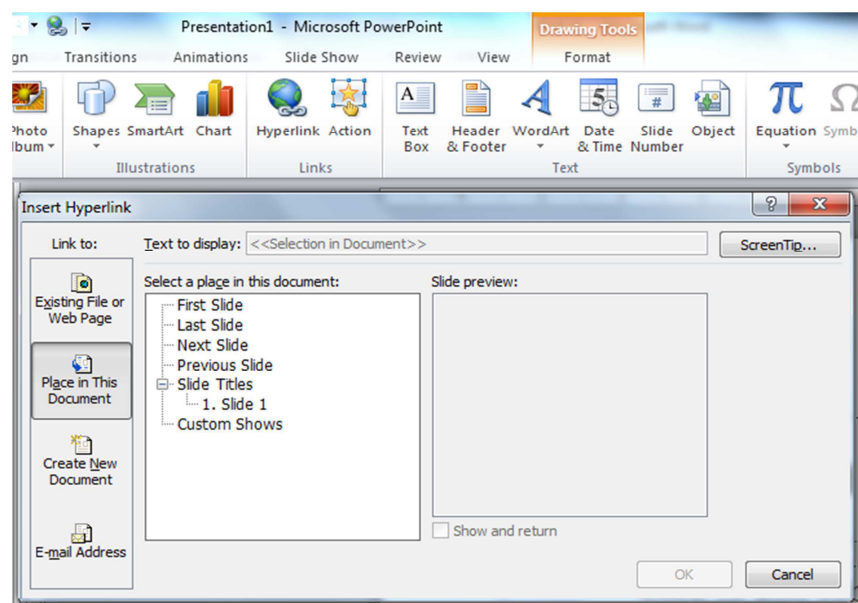 Presentation1 - Microsoft PowerPoint
Drawing Tools
gn Transitions Animations Slide Show Review View Format
Photo Shapes SmartArt Chart Hyperlink Action Text Header WordArt Date Slide Object Equation Symb
lbum Box & Footer & Time Number
Illustrations Links Text Symbols
Insert Hyperlink
Link to:
Text to display: <<Selection in Document>>
ScreenTip...
Existing File or
Web Page
Place in This
Document
Create New
Document
E-mail Address
Select a place in this document:
First Slide
Last Slide
Next Slide
Previous Slide
Slide Titles
1. Slide 1
Custom Shows
Slide preview:
Show and return
OK Cancel